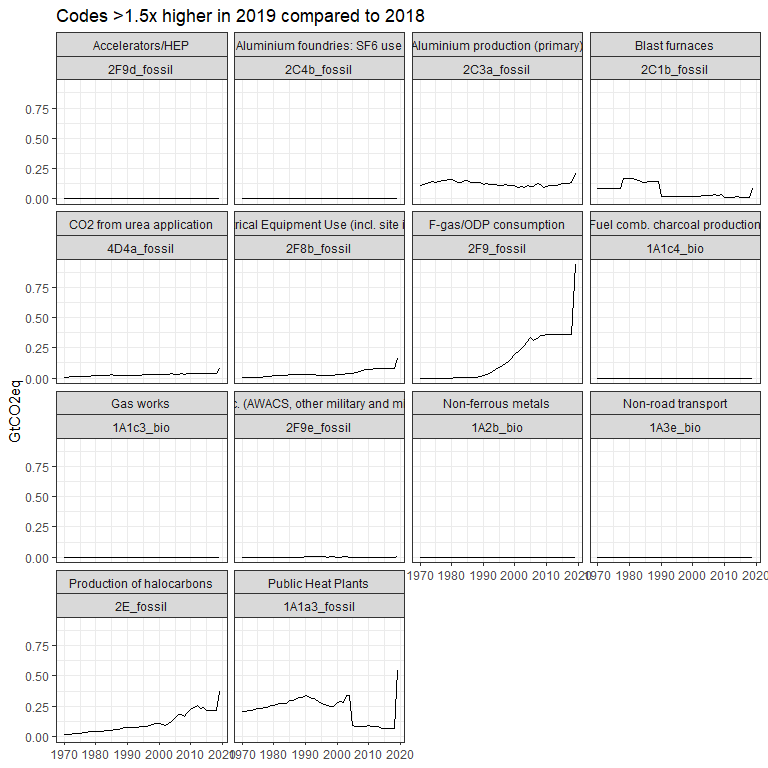 Codes >1.5x higher in 2019 compared to 2018
Accelerators/HEP
2F9d_fossil
Aluminium foundries: SF6 use
2C4b_fossil
Aluminium production (primary)
2C3a_fossil
Blast furnaces
2C1b_fossil
0.75
0.50
0.25
0.00
CO2 from urea application
4D4a_fossil
rical Equipment Use (incl. site i
2F8b_fossil
F-gas/ODP consumption
2F9_fossil
Fuel comb. charcoal production
1A1c4_bio
0.75
0.50
0.25
0.00
GtCO2eq
Gas works
1A1c3_bio
c. (AWACS, other military and mi
2F9e_fossil
Non-ferrous metals
1A2b_bio
Non-road transport
1A3e_bio
0.75
0.50
0.25
0.00
1970 1980 1990 2000 2010 2020
1970 1980 1990 2000 2010 2020
Production of halocarbons
2E_fossil
Public Heat Plants
1A1a3_fossil
0.75
0.50
0.25
0.00
1970 1980 1990 2000 2010 2020
1970 1980 1990 2000 2010 2020